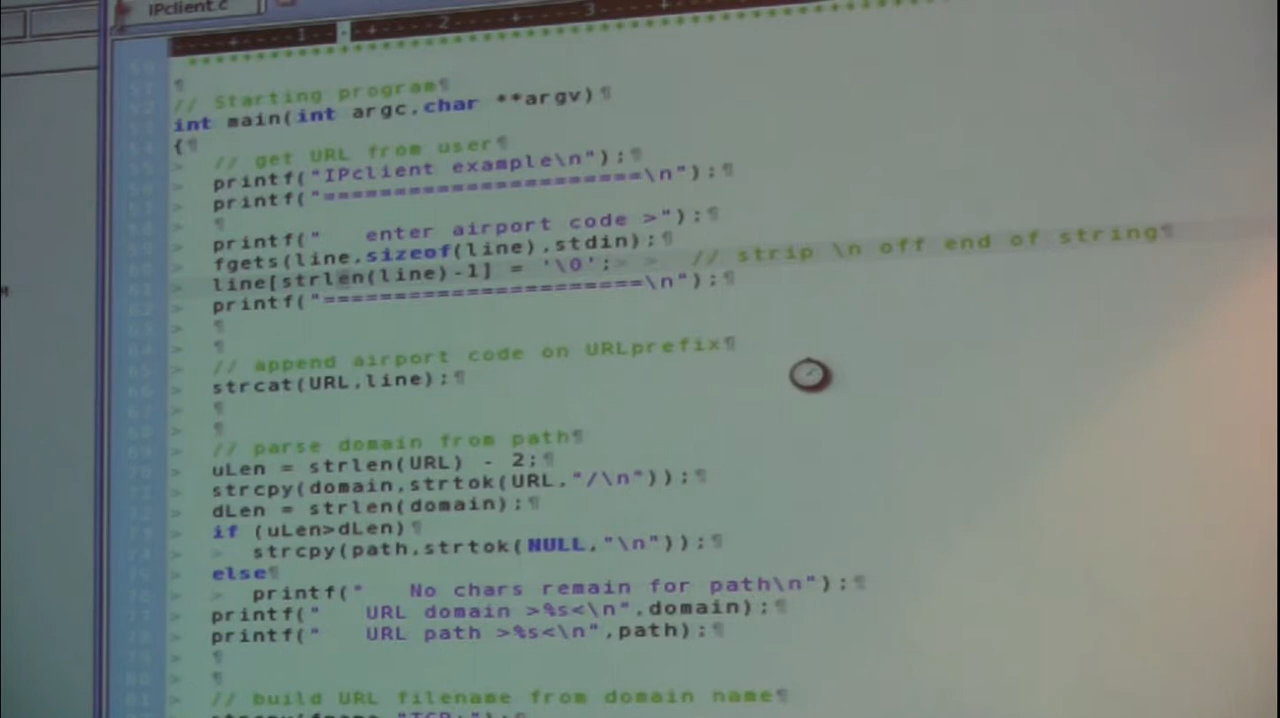 IPclient.c
// Starting program¶
int main(int argc,char **argv)¶
{¶
// get URL from user¶
printf("IPclient example\n");¶
printf("=======================\n");¶
¶
printf("   enter airport code >");¶
fgets(line,sizeof(line),stdin);¶
line[strlen(line)-1] = '\0'; // strip \n off end of string¶
printf("=======================\n");¶
¶
¶
// append airport code on URLprefix¶
strcat(URL,line);¶
¶
¶
// parse domain from path¶
uLen = strlen(URL) - 2;¶
strcpy(domain,strtok(URL,"/\n"));¶
dLen = strlen(domain);¶
if (uLen>dLen)¶
strcpy(path,strtok(NULL,"\n"));¶
else¶
printf("   No chars remain for path\n");¶
printf("   URL domain >%s<\n",domain);¶
printf("   URL path >%s<\n",path);¶
¶
¶
// build URL filename from domain name¶